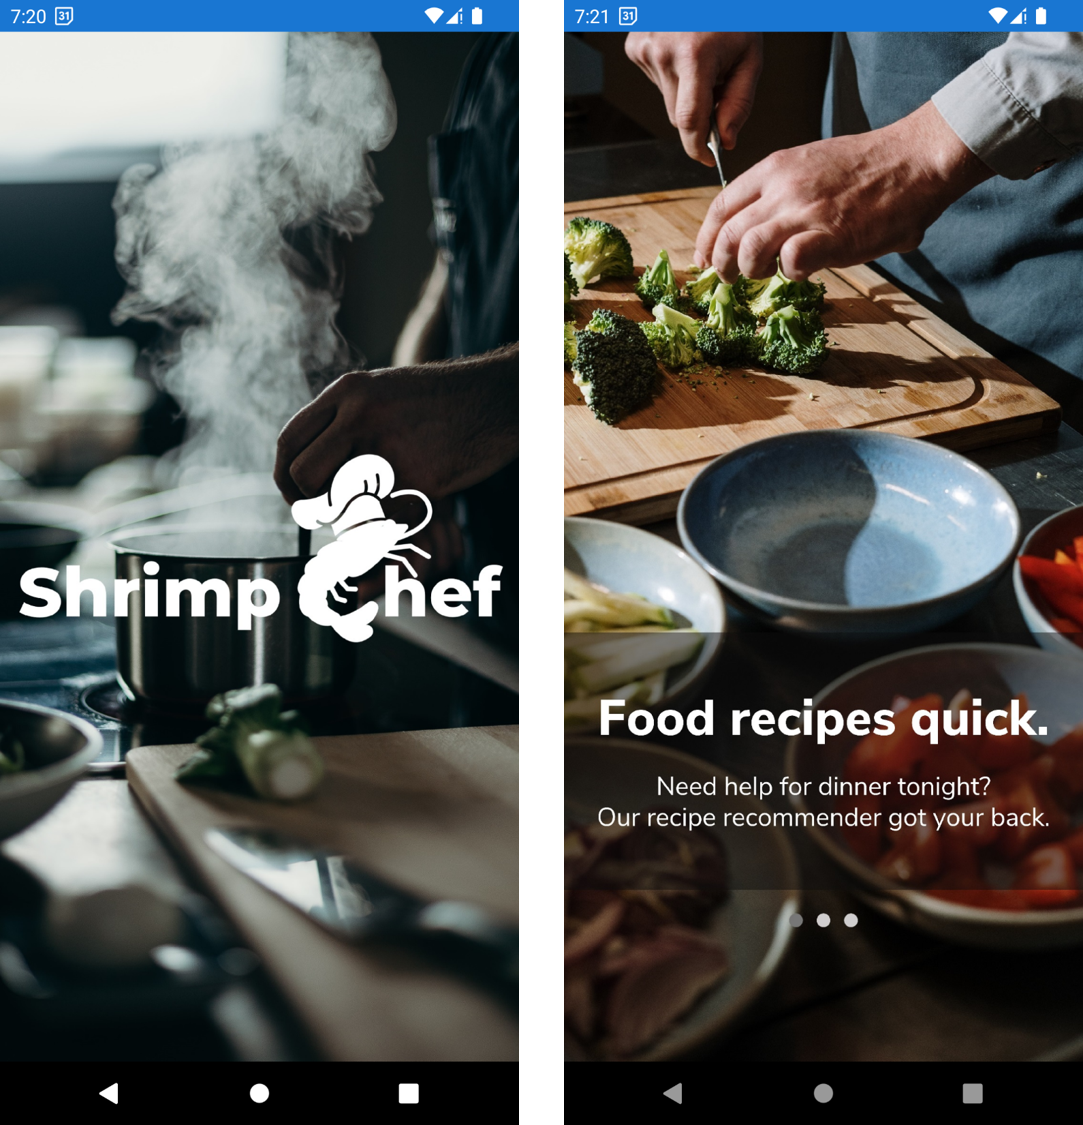 7:20 31
Shrimp Chef
7:21 31
Food recipes quick.
Need help for dinner tonight?
Our recipe recommender got your back.